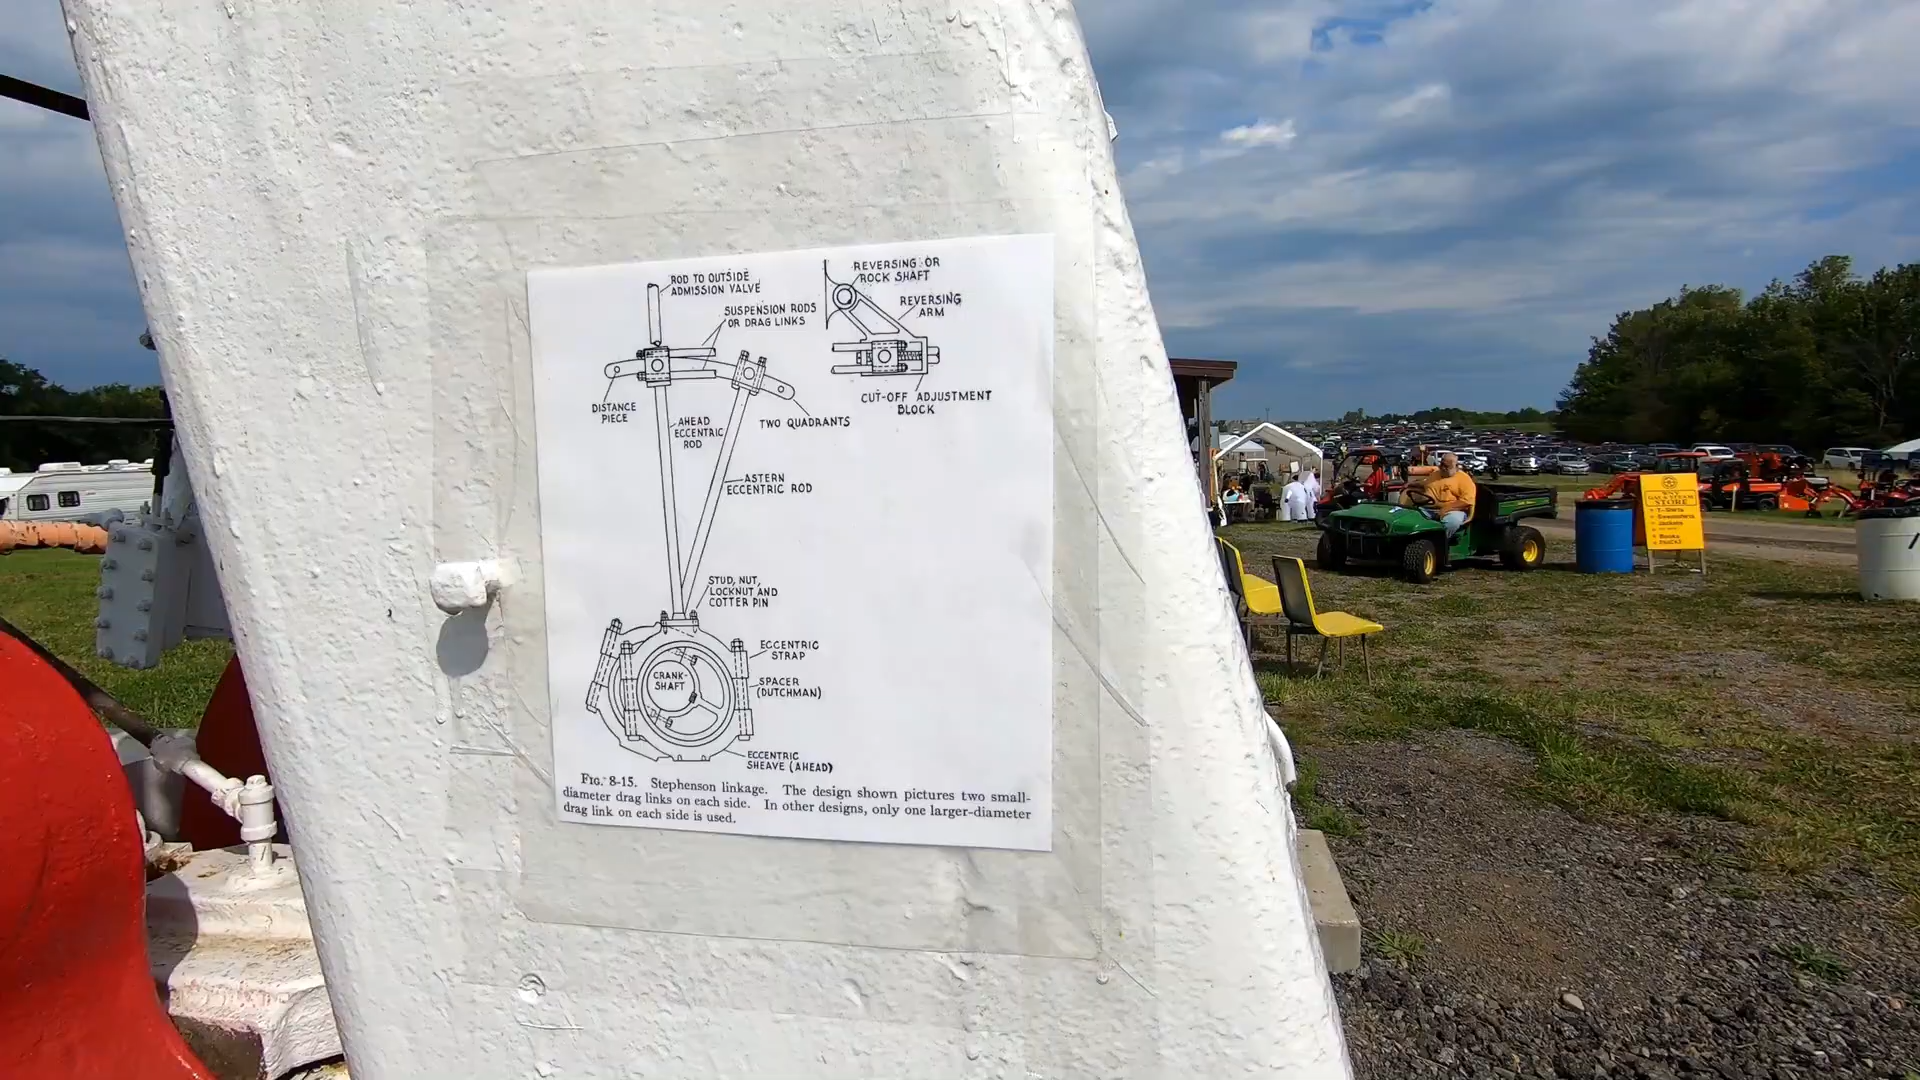 ROD TO OUTSIDE
ADMISSION VALVE
SUSPENSION RODS
OR DRAG LINKS
REVERSING OR
ROCK SHAFT
REVERSING
ARM
CUT-OFF ADJUSTMENT
BLOCK
DISTANCE
PIECE
AHEAD
ECCENTRIC
ROD
TWO QUADRANTS
ASTERN
ECCENTRIC ROD
STUD, NUT,
LOCKNUT AND
COTTER PIN
ECCENTRIC
STRAP
CRANK-
SHAFT
SPACER
(DUTCHMAN)
ECCENTRIC
SHEAVE (AHEAD)
FIG. 8-15. Stephenson linkage. The design shown pictures two small-
diameter drag links on each side. In other designs, only one larger-diameter
drag link on each side is used.
GAS & STEAM
STORE
T-Shirts
Sweatshirts
Jackets
Books